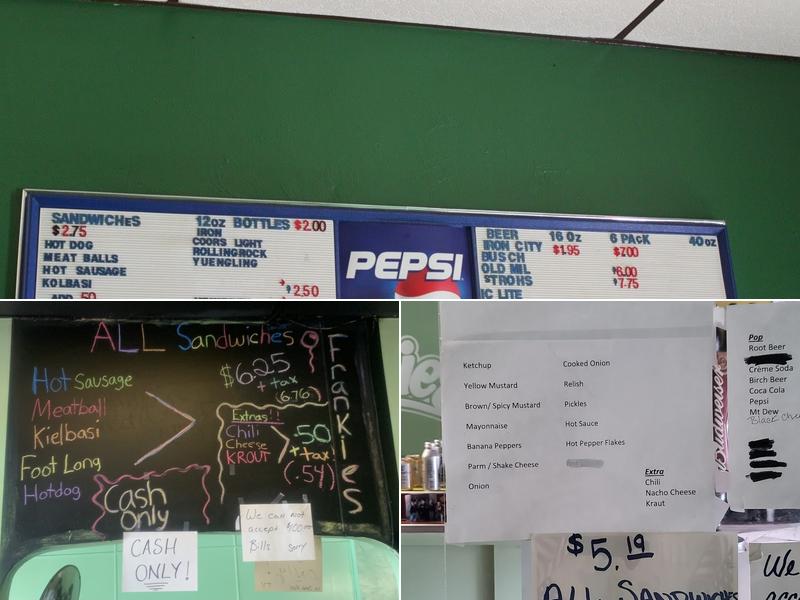 SANDWICHES
$2.75
HOT DOG
MEAT BALLS
HOT SAUSAGE
KOLBASI
ADD .50
12oz BOTTLES $2.00
IRON
COORS LIGHT
ROLLINGROCK
YUENGLING
$2.50
PEPSI
BEER 16 Oz 6 PACK 40 oz
IRON CITY $1.95 $7.00
BUSCH
OLD MIL $6.00
STROHS $7.75
IC LITE
ALL Sandwiches
$6.25
+ tax
(6.76)
Hot Sausage
Meatball
Kielbasi
Foot Long
Hotdog
Extras!!
Chili
Cheese
KROUT
.50
+ tax
(.54)
Frankies
Cash
Only
CASH
ONLY!
We can not
accept $100.00
Bills Sorry
Ketchup
Yellow Mustard
Brown/ Spicy Mustard
Mayonnaise
Banana Peppers
Parm / Shake Cheese
Onion
Cooked Onion
Relish
Pickles
Hot Sauce
Hot Pepper Flakes
Extra
Chili
Nacho Cheese
Kraut
Budweiser
Pop
Root Beer
Crème Soda
Birch Beer
Coca Cola
Pepsi
Mt Dew
$5.19
ALL SANDWICHES
We